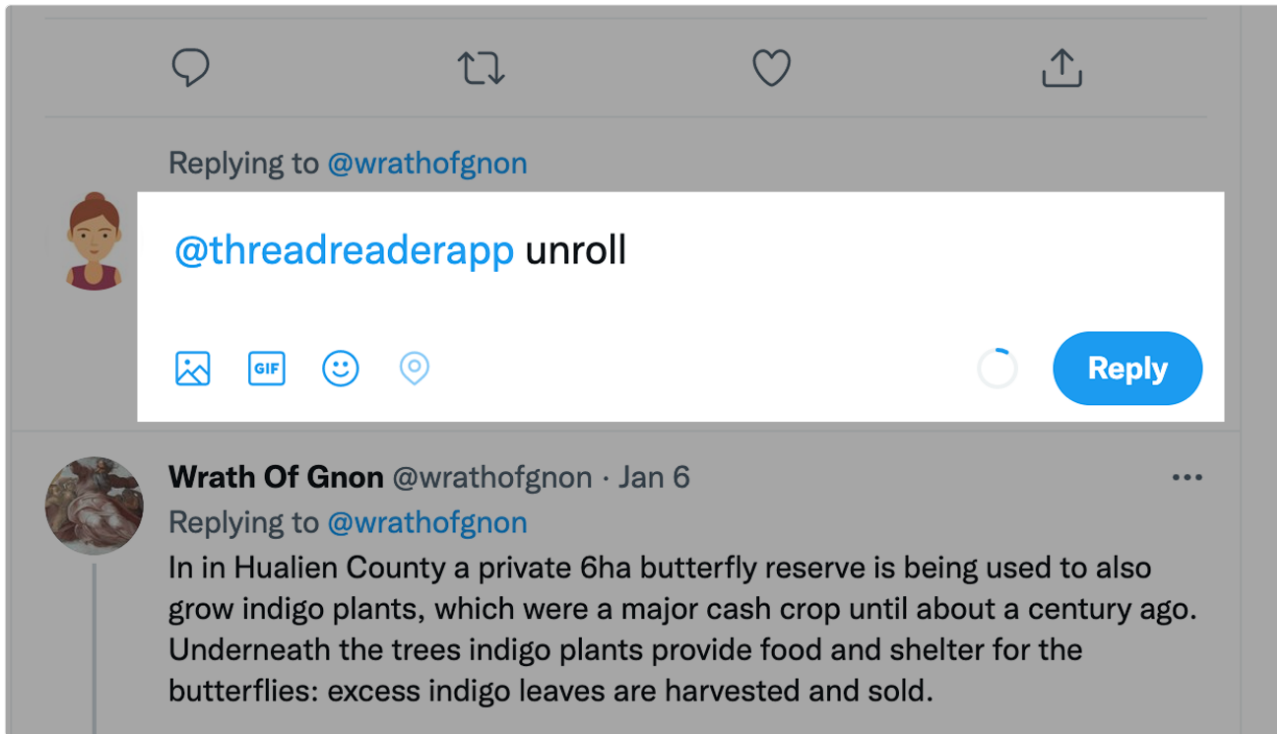 Replying to @wrathofgnon
@threadreaderapp unroll
GIF
Reply
Wrath Of Gnon @wrathofgnon · Jan 6
Replying to @wrathofgnon
In in Hualien County a private 6ha butterfly reserve is being used to also
grow indigo plants, which were a major cash crop until about a century ago.
Underneath the trees indigo plants provide food and shelter for the
butterflies: excess indigo leaves are harvested and sold.